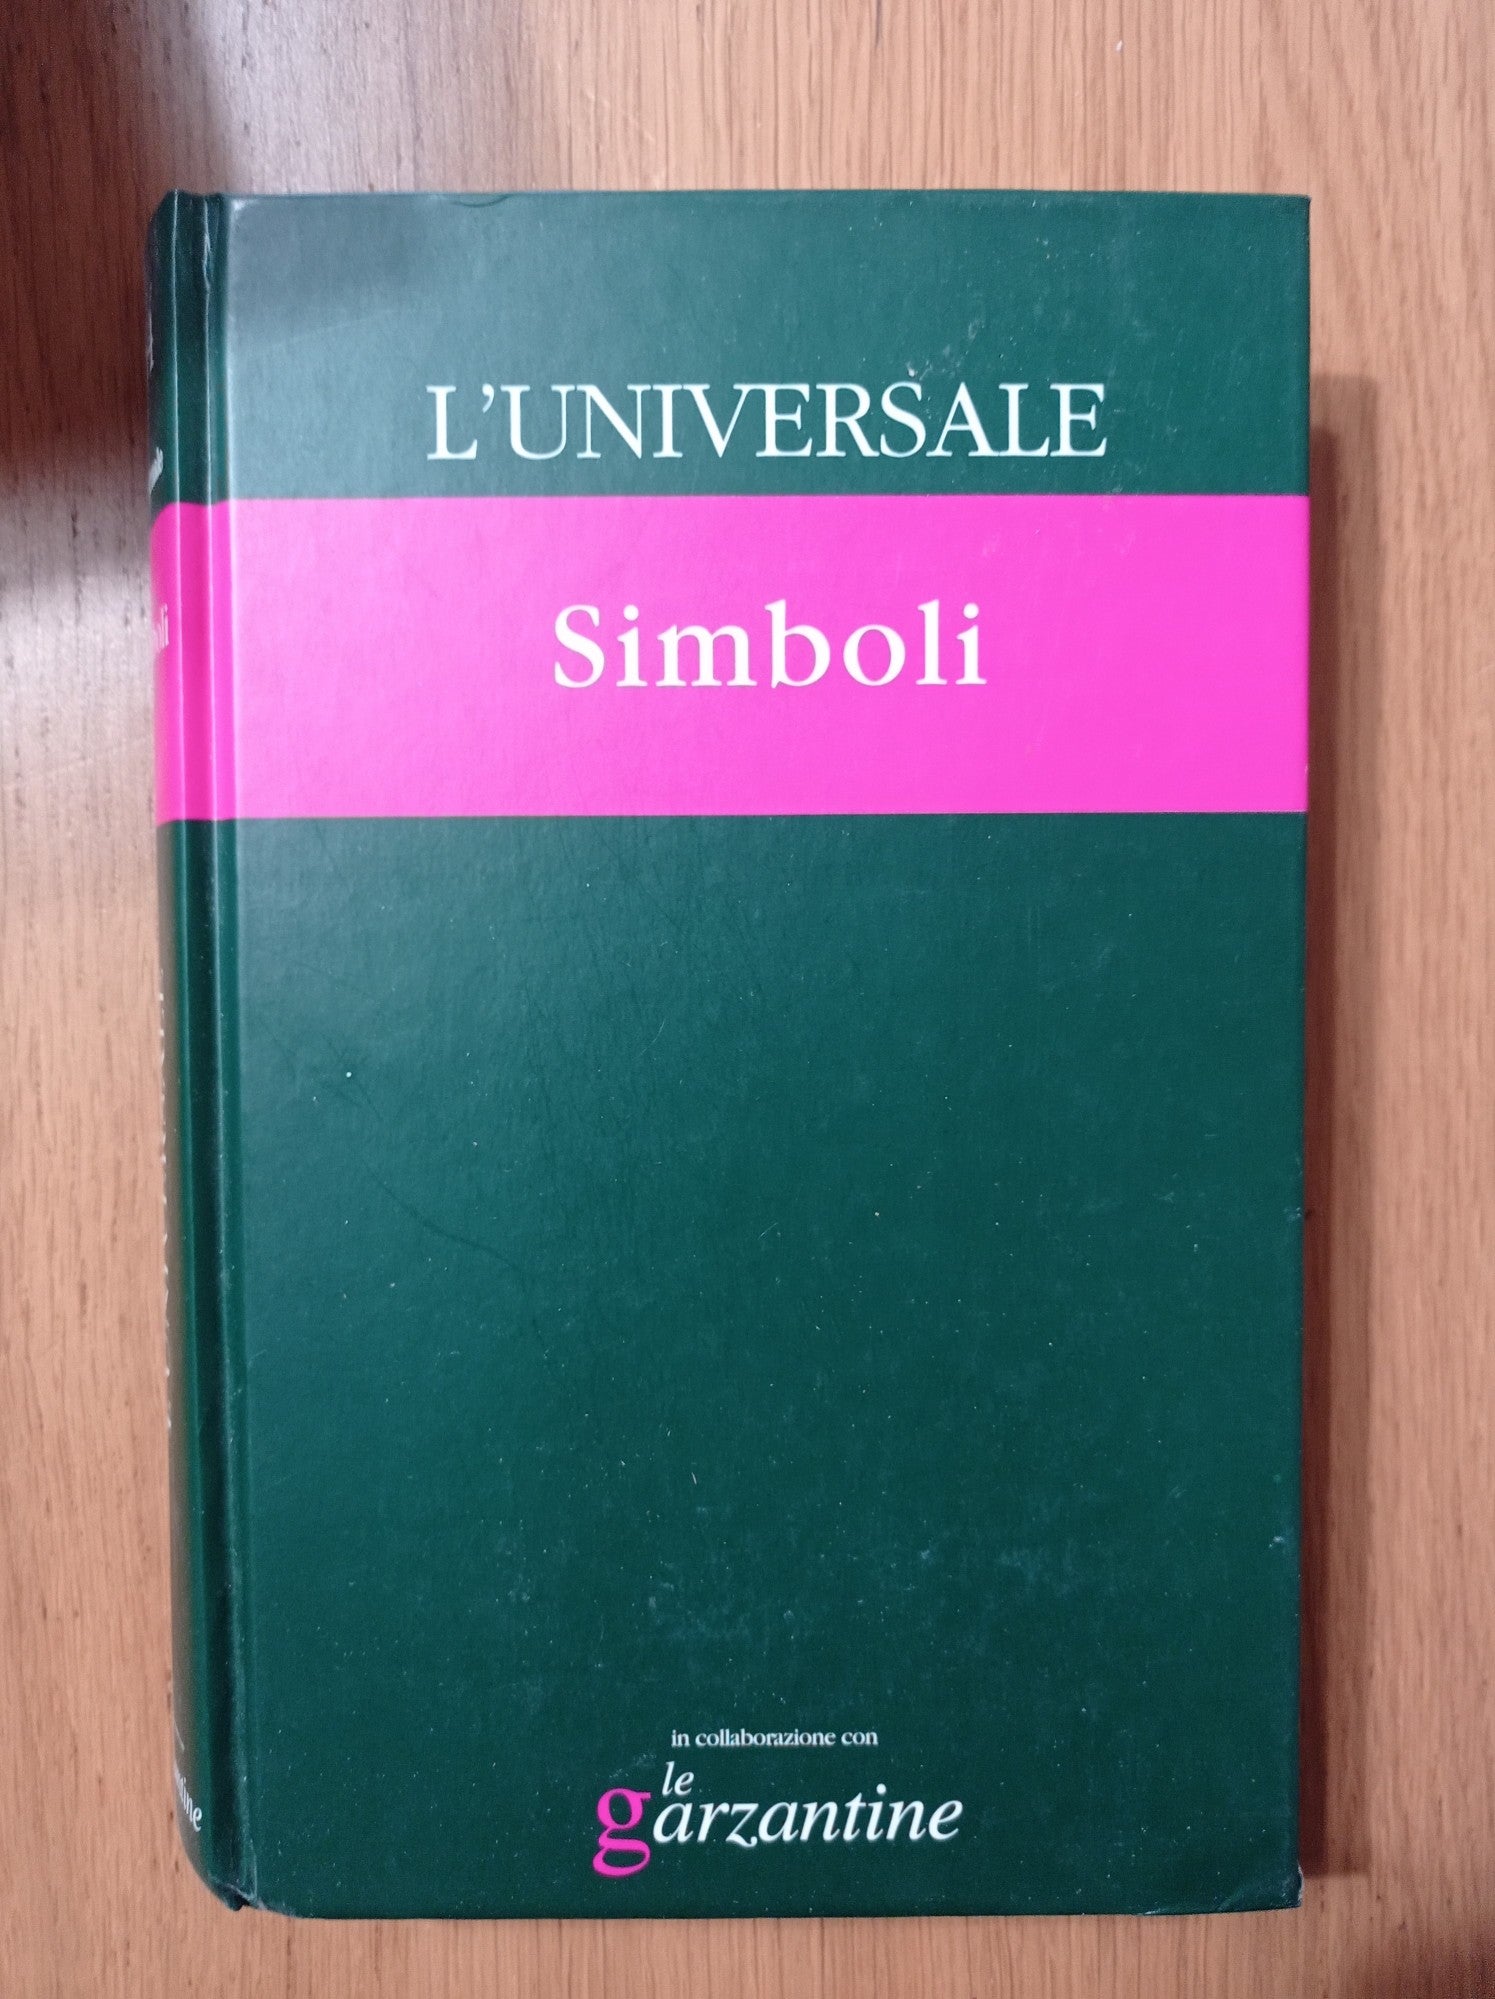 L'UNIVERSALE
Simboli
in collaborazione con
le
garzantine